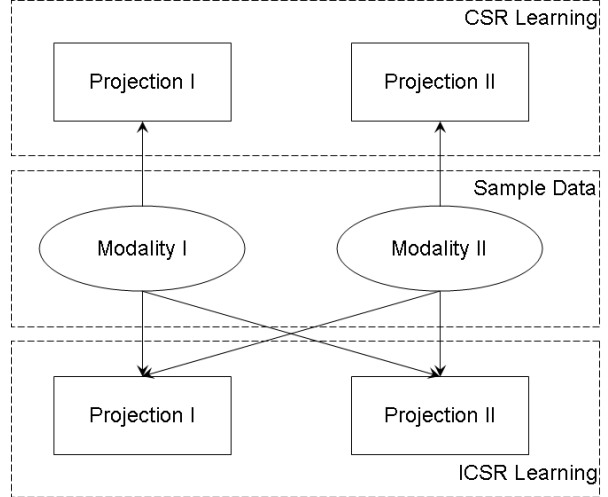 CSR Learning
Projection I
Projection II
Sample Data
Modality I
Modality II
Projection I
Projection II
ICSR Learning